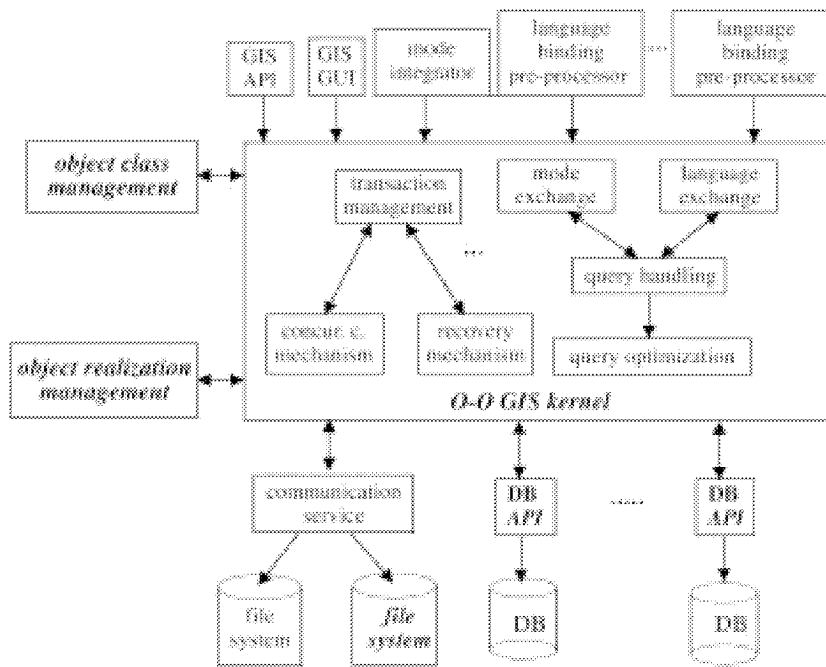 GIS
API
GIS
GUI
mode
integrator
language
binding
pre-processor
...
language
binding
pre-processor
object class
management
transaction
management
mode
exchange
language
exchange
...
query handling
concur. c.
mechanism
recovery
mechanism
query optimization
object realization
management
O-O GIS kernel
communication
service
DB
API
.....
DB
API
file
system
file
system
DB
DB